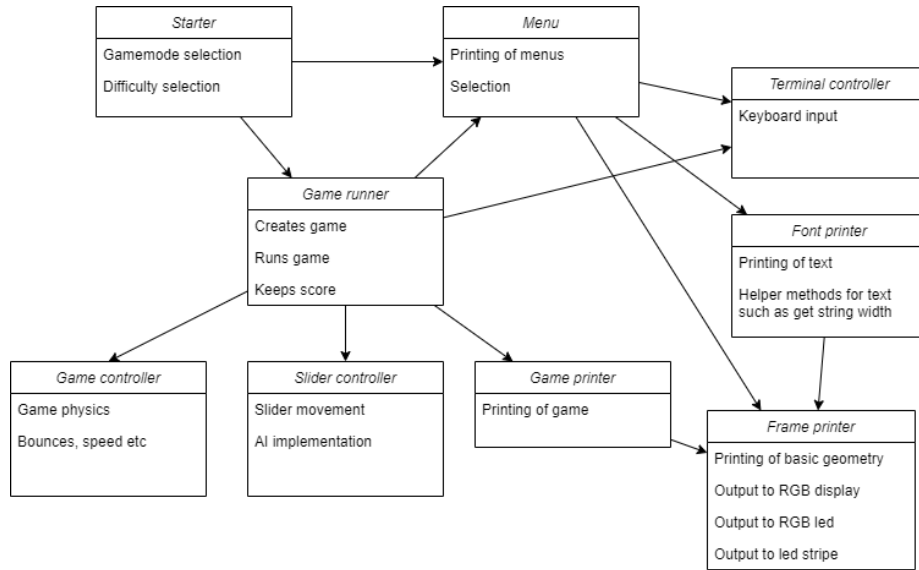 Starter
Gamemode selection
Difficulty selection
Menu
Printing of menus
Selection
Terminal controller
Keyboard input
Game runner
Creates game
Runs game
Keeps score
Font printer
Printing of text
Helper methods for text
such as get string width
Game controller
Game physics
Bounces, speed etc
Slider controller
Slider movement
AI implementation
Game printer
Printing of game
Frame printer
Printing of basic geometry
Output to RGB display
Output to RGB led
Output to led stripe